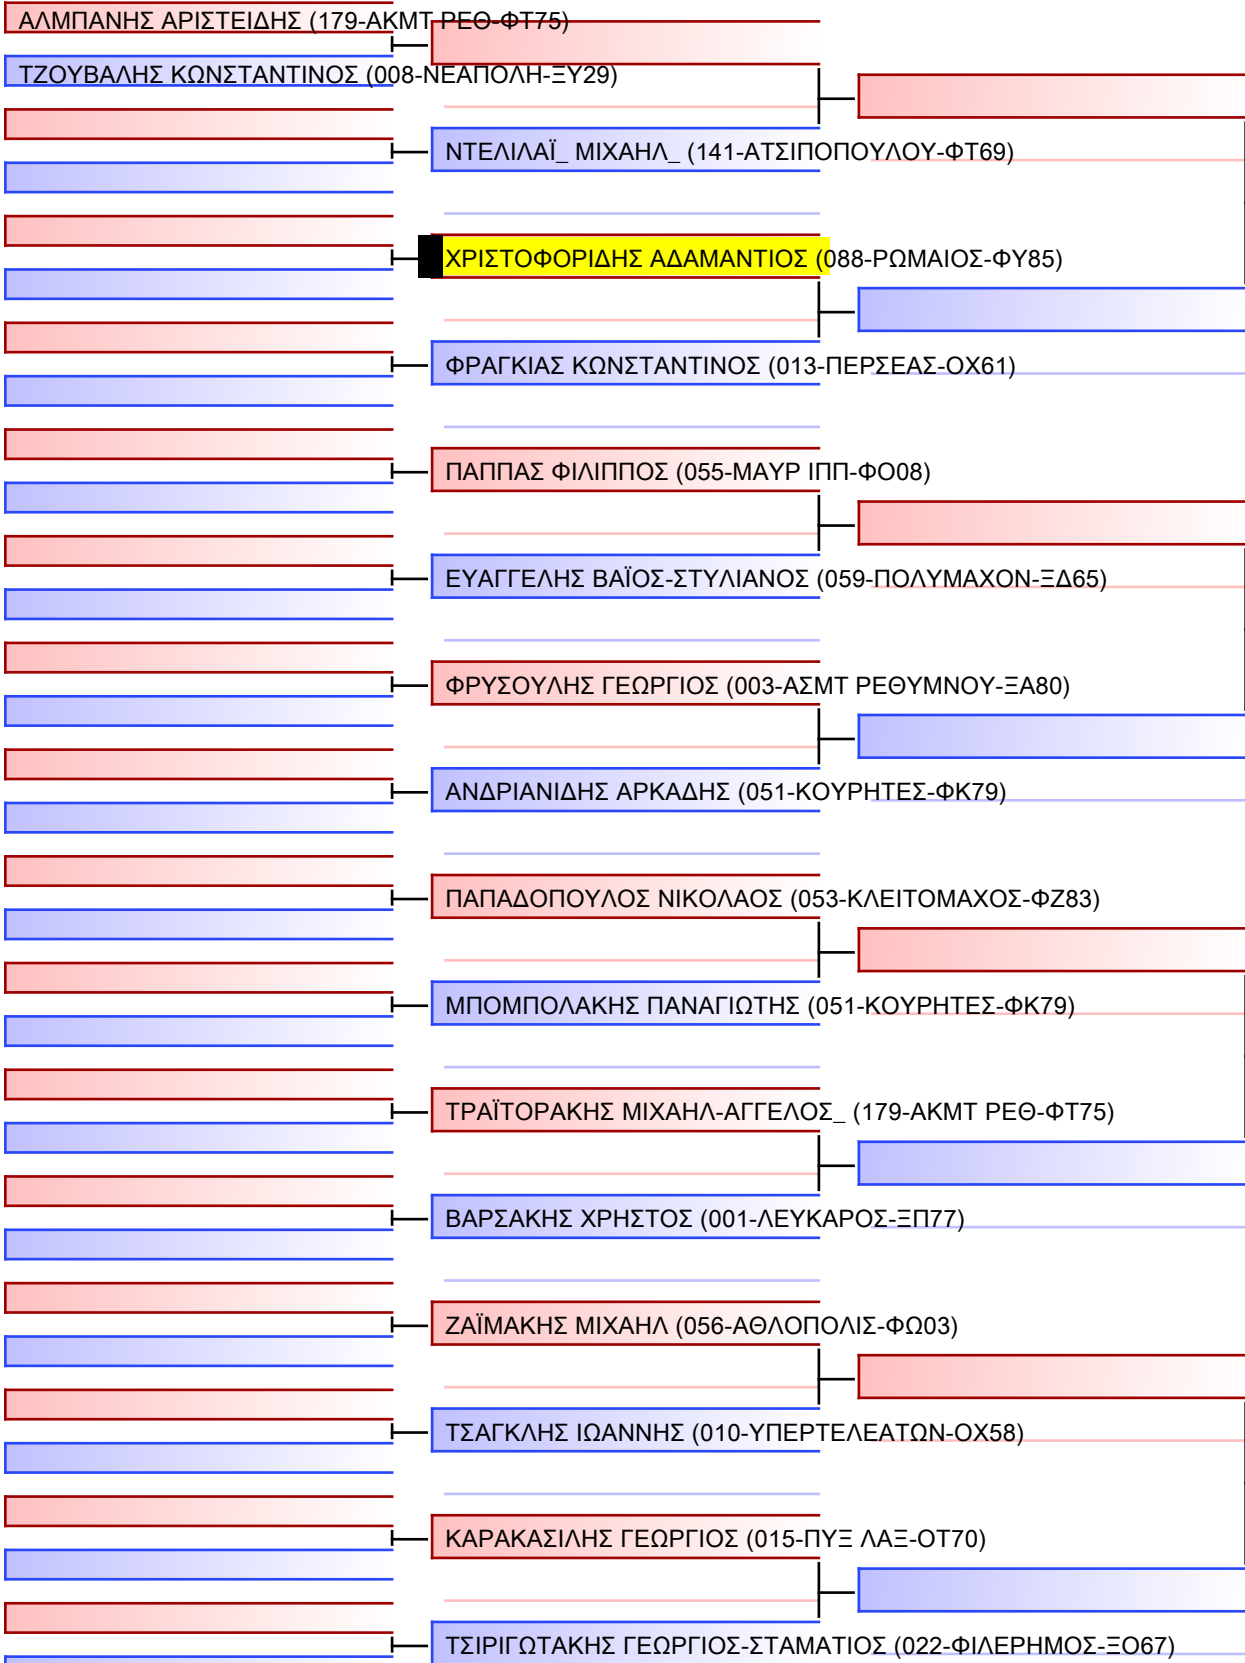 ΑΛΜΠΑΝΗΣ ΑΡΙΣΤΕΙΔΗΣ (179-ΑΚΜΤ ΡΕΘ-ΦΤ75)
ΤΖΟΥΒΑΛΗΣ ΚΩΝΣΤΑΝΤΙΝΟΣ (008-ΝΕΑΠΟΛΗ-ΞΥ29)
ΝΤΕΛΙΛΑΪ_ ΜΙΧΑΗΛ_ (141-ΑΤΣΙΠΟΠΟΥΛΟΥ-ΦΤ69)
ΧΡΙΣΤΟΦΟΡΙΔΗΣ ΑΔΑΜΑΝΤΙΟΣ (088-ΡΩΜΑΙΟΣ-ΦΥ85)
ΦΡΑΓΚΙΑΣ ΚΩΝΣΤΑΝΤΙΝΟΣ (013-ΠΕΡΣΕΑΣ-ΟΧ61)
ΠΑΠΠΑΣ ΦΙΛΙΠΠΟΣ (055-ΜΑΥΡ ΙΠΠ-ΦΟ08)
ΕΥΑΓΓΕΛΗΣ ΒΑΪΟΣ-ΣΤΥΛΙΑΝΟΣ (059-ΠΟΛΥΜΑΧΟΝ-ΞΔ65)
ΦΡΥΣΟΥΛΗΣ ΓΕΩΡΓΙΟΣ (003-ΑΣΜΤ ΡΕΘΥΜΝΟΥ-ΞΑ80)
ΑΝΔΡΙΑΝΙΔΗΣ ΑΡΚΑΔΗΣ (051-ΚΟΥΡΗΤΕΣ-ΦΚ79)
ΠΑΠΑΔΟΠΟΥΛΟΣ ΝΙΚΟΛΑΟΣ (053-ΚΛΕΙΤΟΜΑΧΟΣ-ΦΖ83)
ΜΠΟΜΠΟΛΑΚΗΣ ΠΑΝΑΓΙΩΤΗΣ (051-ΚΟΥΡΗΤΕΣ-ΦΚ79)
ΤΡΑΪΤΟΡΑΚΗΣ ΜΙΧΑΗΛ-ΑΓΓΕΛΟΣ_ (179-ΑΚΜΤ ΡΕΘ-ΦΤ75)
ΒΑΡΣΑΚΗΣ ΧΡΗΣΤΟΣ (001-ΛΕΥΚΑΡΟΣ-ΞΠ77)
ΖΑΪΜΑΚΗΣ ΜΙΧΑΗΛ (056-ΑΘΛΟΠΟΛΙΣ-ΦΩ03)
ΤΣΑΓΚΛΗΣ ΙΩΑΝΝΗΣ (010-ΥΠΕΡΤΕΛΕΑΤΩΝ-ΟΧ58)
ΚΑΡΑΚΑΣΙΛΗΣ ΓΕΩΡΓΙΟΣ (015-ΠΥΞ ΛΑΞ-ΟΤ70)
ΤΣΙΡΙΓΩΤΑΚΗΣ ΓΕΩΡΓΙΟΣ-ΣΤΑΜΑΤΙΟΣ (022-ΦΙΛΕΡΗΜΟΣ-ΞΟ67)